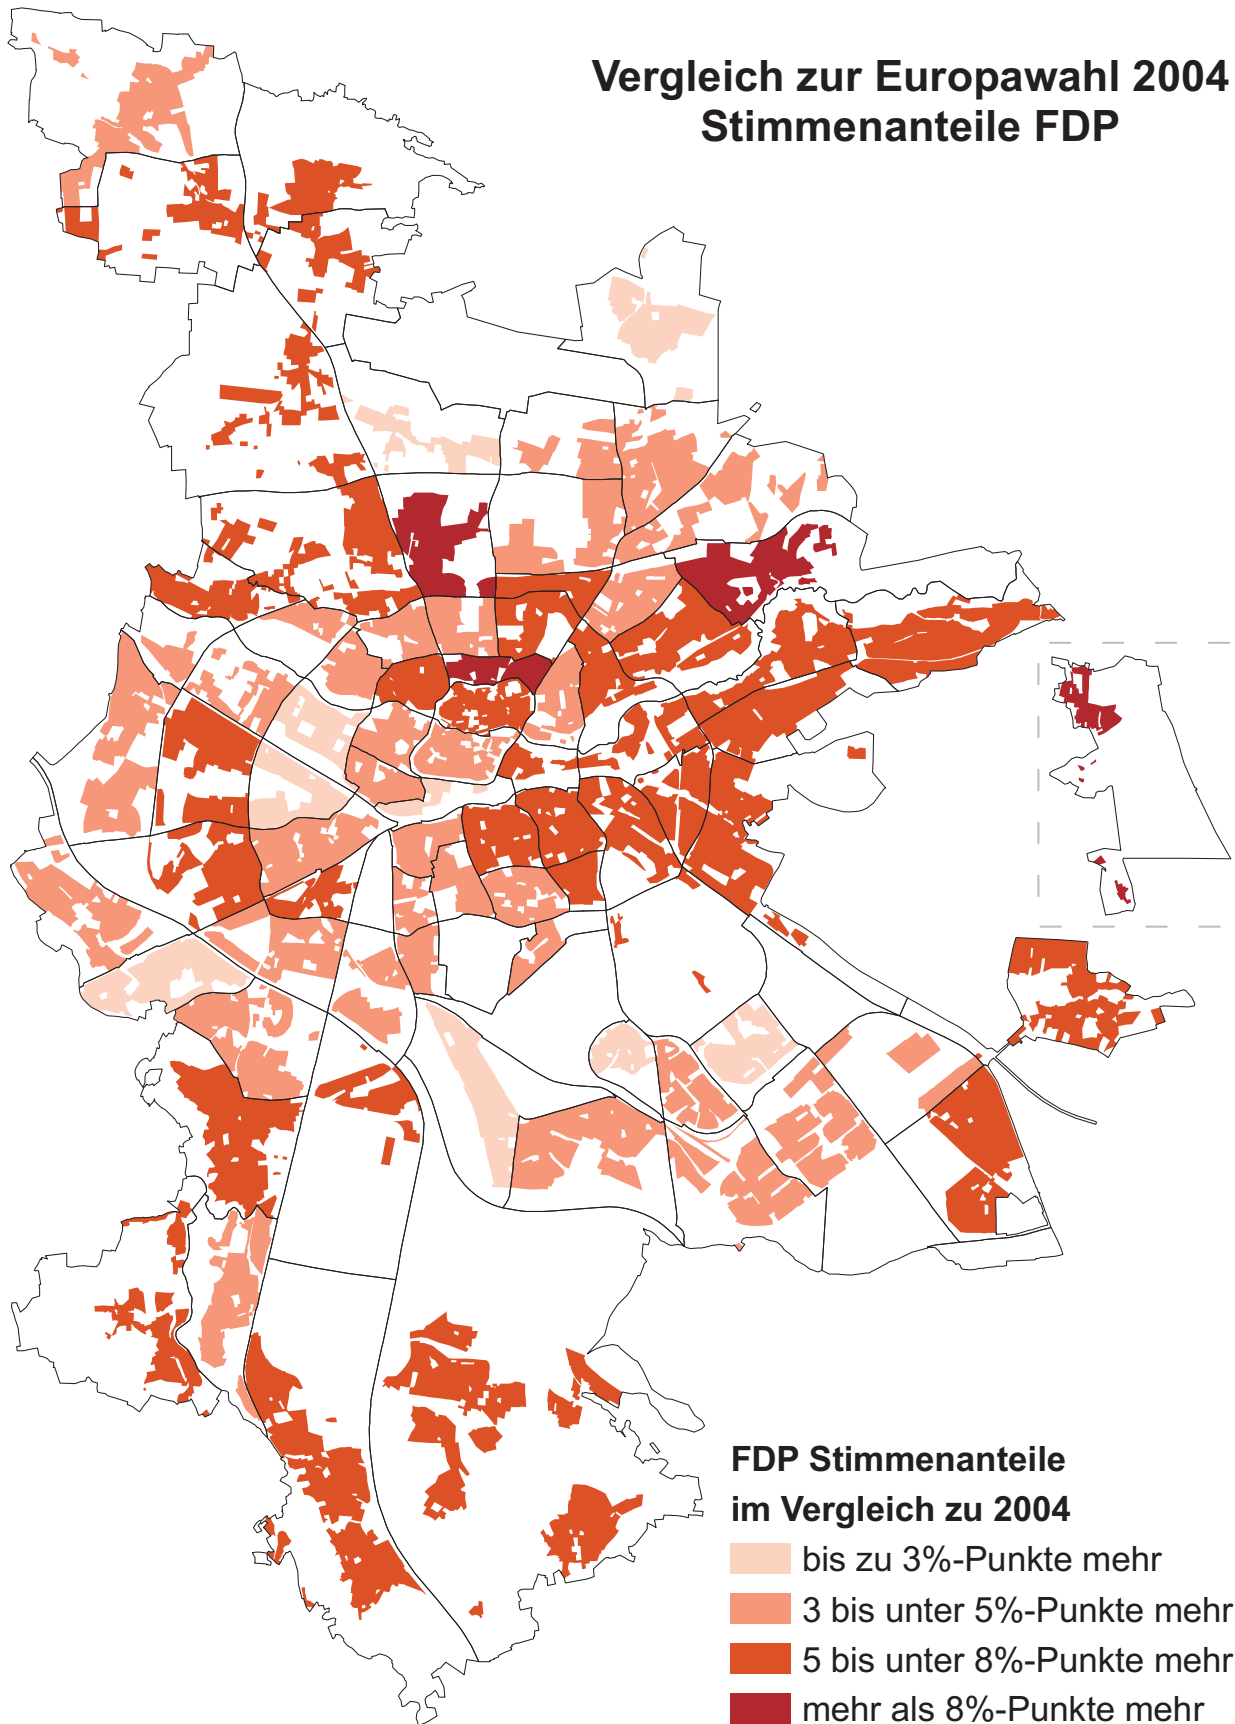 Vergleich zur Europawahl 2004
Stimmenanteile FDP
FDP Stimmenanteile
im Vergleich zu 2004
bis zu 3%-Punkte mehr
3 bis unter 5%-Punkte mehr
5 bis unter 8%-Punkte mehr
mehr als 8%-Punkte mehr